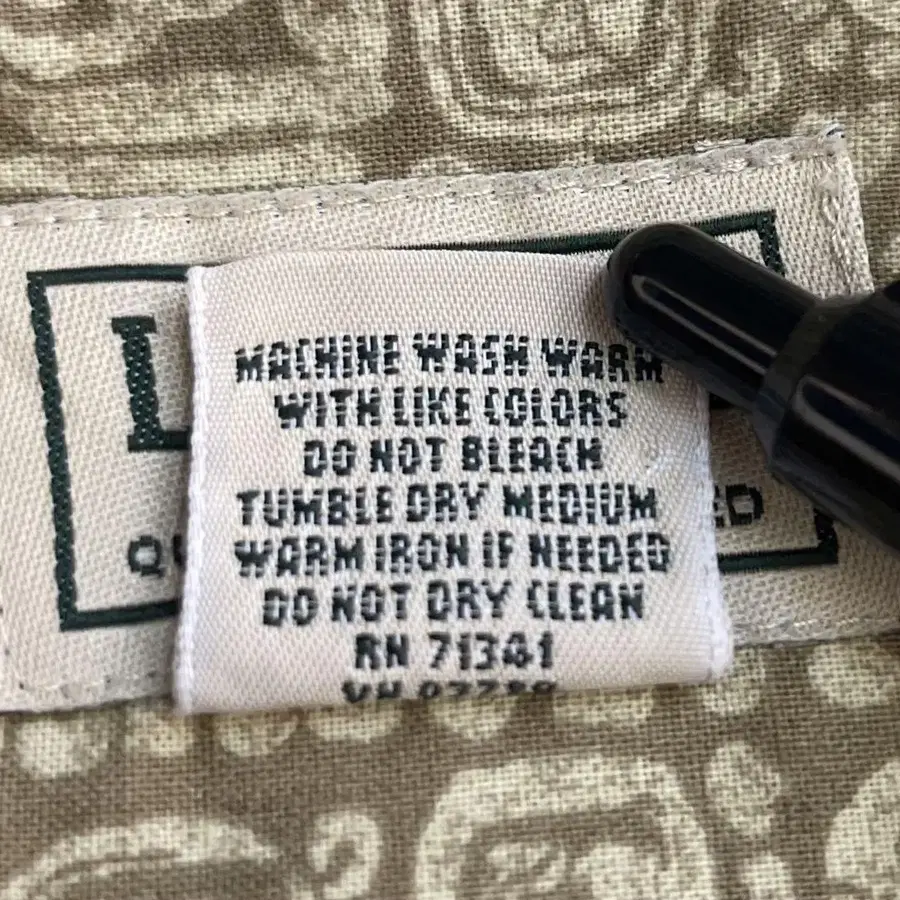 MACHINE WASH WARM
WITH LIKE COLORS
DO NOT BLEACH
TUMBLE DRY MEDIUM
WARM IRON IF NEEDED
DO NOT DRY CLEAN
RN 71341